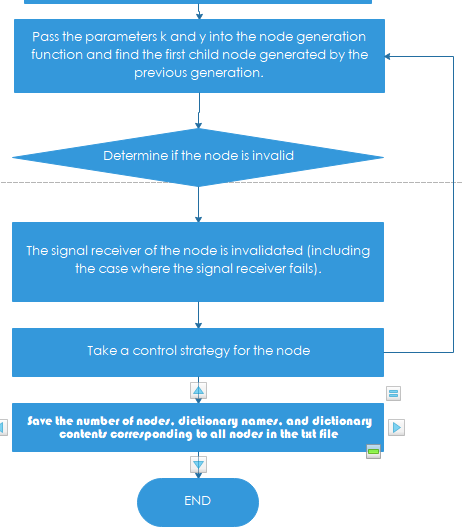 Pass the parameters k and y into the node generation
function and find the first child node generated by the
previous generation.
Determine if the node is invalid
The signal receiver of the node is invalidated (including
the case where the signal receiver fails).
Take a control strategy for the node
Save the number of nodes, dictionary names, and dictionary
contents corresponding to all nodes in the txt file
END